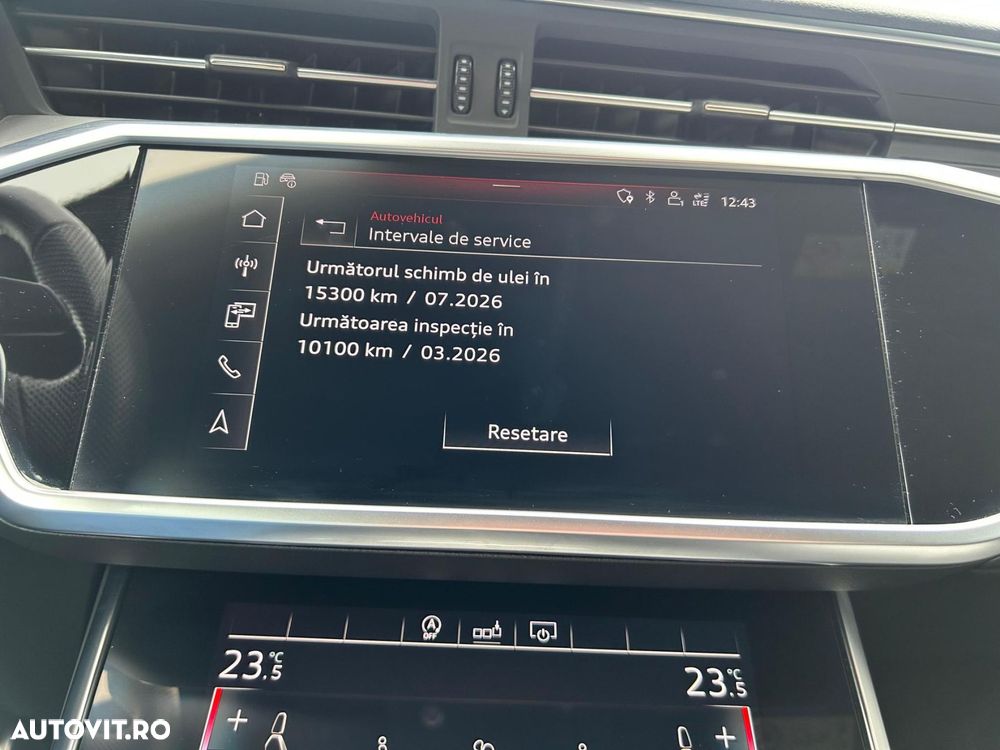 LTE 12:43
Autovehicul
Intervale de service
Următorul schimb de ulei în
15300 km / 07.2026
Următoarea inspecție în
10100 km / 03.2026
Resetare
A
OFF
23.5 °C
23.5 °C
AUTOVIT.RO